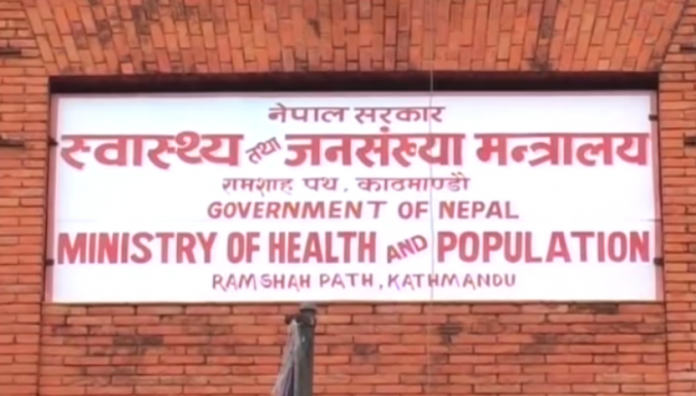 नेपाल सरकार
स्वास्थ्य तथा जनसंख्या मन्त्रालय
रामशाह पथ, काठमाण्डौ
GOVERNMENT OF NEPAL
MINISTRY OF HEALTH AND POPULATION
RAMSHAH PATH, KATHMANDU